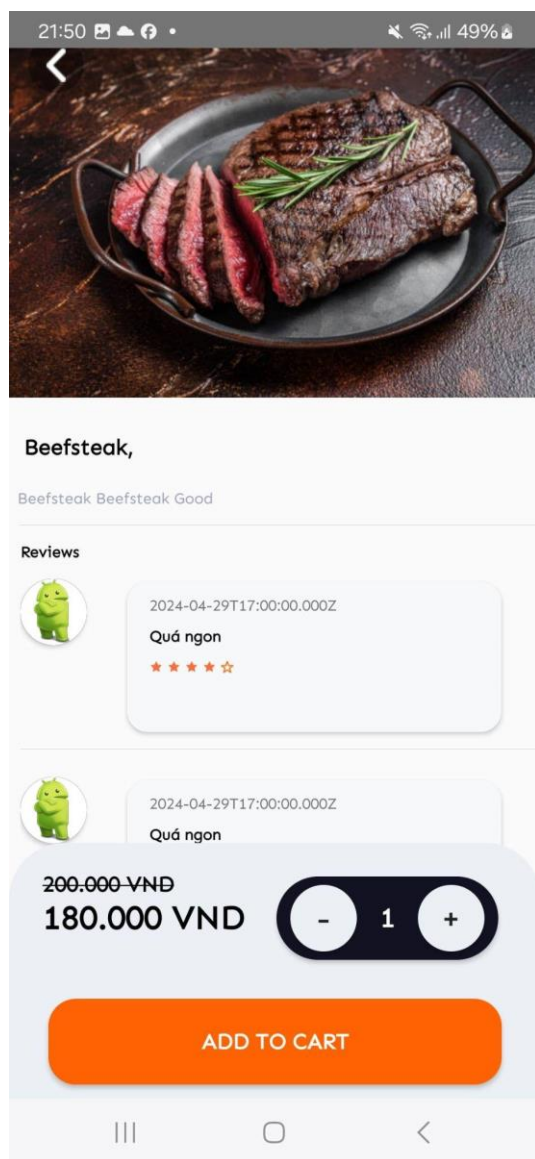 21:50 49%
Beefsteak,
Beefsteak Beefsteak Good
Reviews
2024-04-29T17:00:00.000Z
Quá ngon
2024-04-29T17:00:00.000Z
Quá ngon
200.000 VND
180.000 VND
- 1 +
ADD TO CART